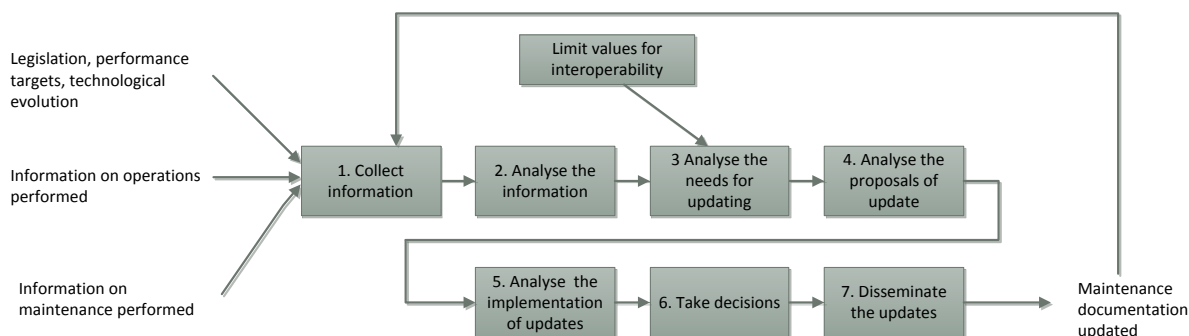 Legislation, performance
targets, technological
evolution
Limit values for
interoperability
Information on operations
performed
1. Collect
information
2. Analyse the
information
3 Analyse the
needs for
updating
4. Analyse the
proposals of
update
Information on
maintenance performed
5. Analyse  the
implementation
of updates
6. Take decisions
7. Disseminate
the updates
Maintenance
documentation
updated